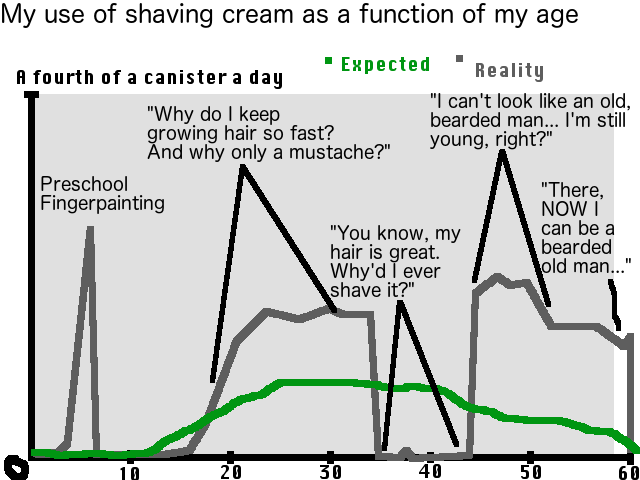 My use of shaving cream as a function of my age
Expected
Reality
A fourth of a canister a day
"I can't look like an old,
bearded man... I'm still
young, right?"
"Why do I keep
growing hair so fast?
And why only a mustache?"
Preschool
Fingerpainting
"There,
NOW I
can be a
bearded
old man..."
"You know, my
hair is great.
Why'd I ever
shave it?"
0
10
20
30
40
50
60